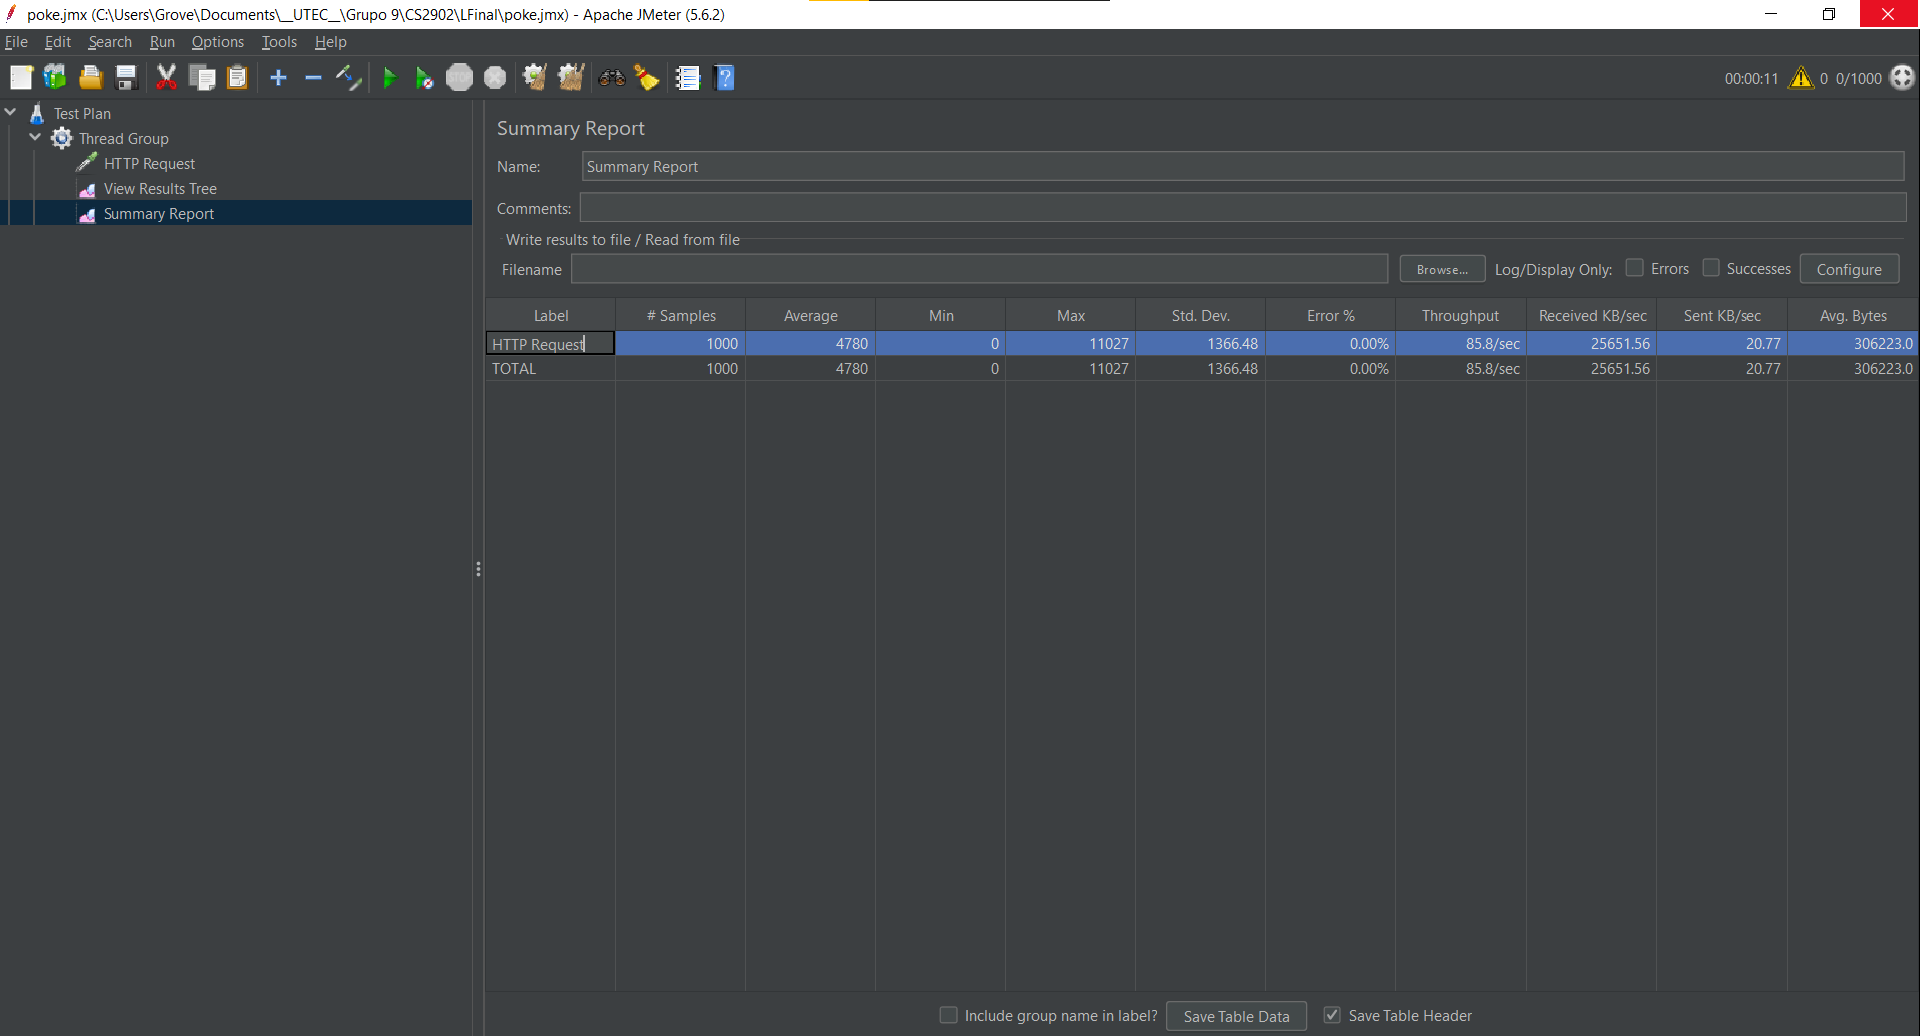 poke.jmx (C:\Users\Grove\Documents\__UTEC__\Grupo 9\CS2902\LFinal\poke.jmx) - Apache JMeter (5.6.2)
File Edit Search Run Options Tools Help
STOP
00:00:11 0 0/1000
Test Plan
Thread Group
HTTP Request
View Results Tree
Summary Report
Summary Report
Name: Summary Report
Comments:
Write results to file / Read from file
Filename Browse... Log/Display Only: Errors Successes Configure
Label # Samples Average Min Max Std. Dev. Error % Throughput Received KB/sec Sent KB/sec Avg. Bytes
HTTP Request 1000 4780 0 11027 1366.48 0.00% 85.8/sec 25651.56 20.77 306223.0
TOTAL 1000 4780 0 11027 1366.48 0.00% 85.8/sec 25651.56 20.77 306223.0
Include group name in label? Save Table Data Save Table Header